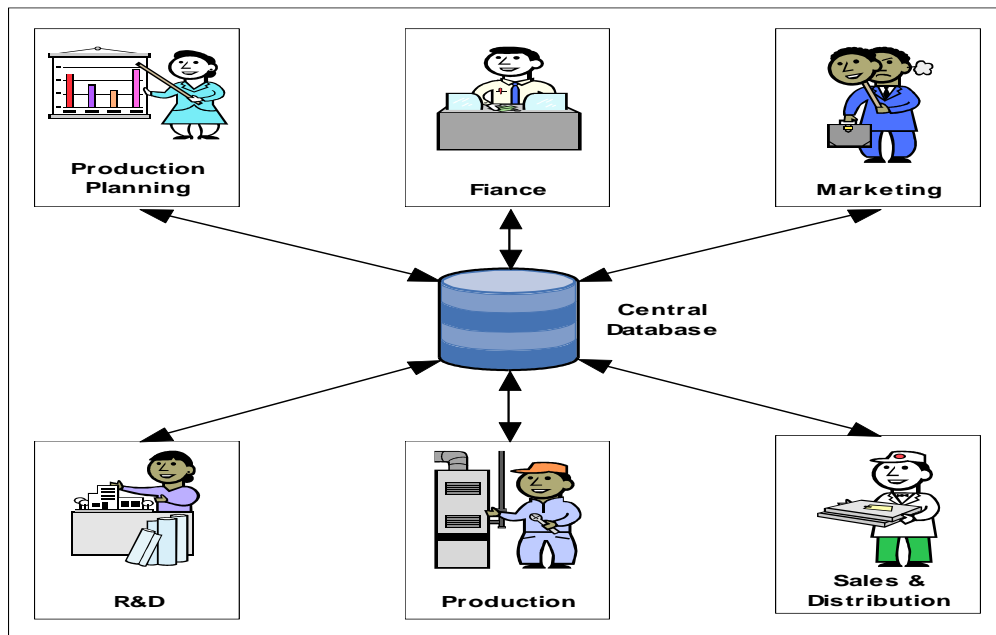 Production
Planning
Fiance
Marketing
Central
Database
R&D
Production
Sales &
Distribution